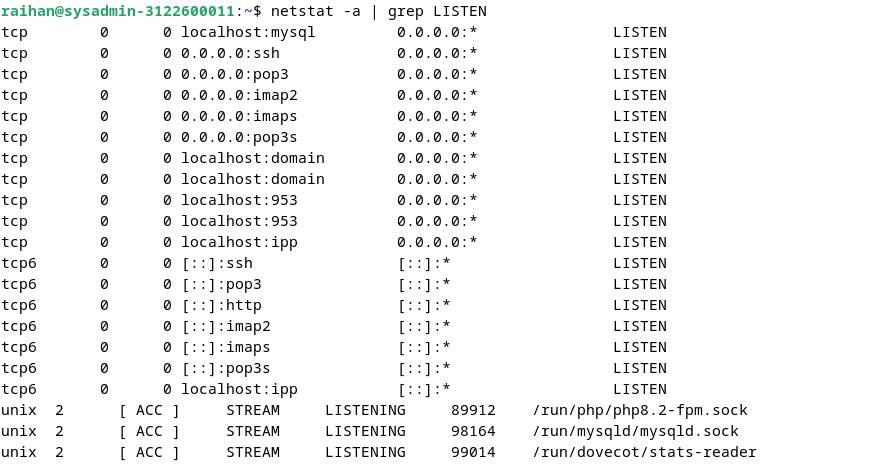 raihan@sysadmin-3122600011:~$ netstat -a | grep LISTEN
tcp        0      0 localhost:mysql         0.0.0.0:*               LISTEN
tcp        0      0 0.0.0.0:ssh             0.0.0.0:*               LISTEN
tcp        0      0 0.0.0.0:pop3            0.0.0.0:*               LISTEN
tcp        0      0 0.0.0.0:imap2           0.0.0.0:*               LISTEN
tcp        0      0 0.0.0.0:imaps           0.0.0.0:*               LISTEN
tcp        0      0 0.0.0.0:pop3s           0.0.0.0:*               LISTEN
tcp        0      0 localhost:domain        0.0.0.0:*               LISTEN
tcp        0      0 localhost:domain        0.0.0.0:*               LISTEN
tcp        0      0 localhost:953           0.0.0.0:*               LISTEN
tcp        0      0 localhost:953           0.0.0.0:*               LISTEN
tcp        0      0 localhost:ipp           0.0.0.0:*               LISTEN
tcp6       0      0 [::]:ssh                [::]:*                  LISTEN
tcp6       0      0 [::]:pop3               [::]:*                  LISTEN
tcp6       0      0 [::]:http               [::]:*                  LISTEN
tcp6       0      0 [::]:imap2              [::]:*                  LISTEN
tcp6       0      0 [::]:imaps              [::]:*                  LISTEN
tcp6       0      0 [::]:pop3s              [::]:*                  LISTEN
tcp6       0      0 localhost:ipp           [::]:*                  LISTEN
unix  2      [ ACC ]     STREAM     LISTENING     89912    /run/php/php8.2-fpm.sock
unix  2      [ ACC ]     STREAM     LISTENING     98164    /run/mysqld/mysqld.sock
unix  2      [ ACC ]     STREAM     LISTENING     99014    /run/dovecot/stats-reader